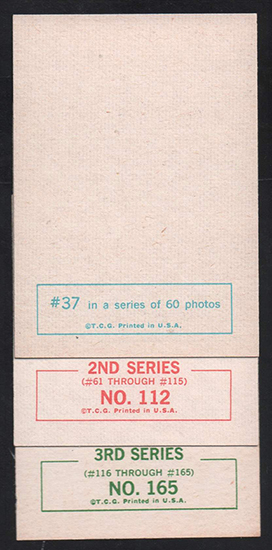 #37 in a series of 60 photos
©T.C.G. Printed in U.S.A.
2ND SERIES
(#61 THROUGH #115)
NO. 112
©T.C.G. Printed in U.S.A.
3RD SERIES
(#116 THROUGH #165)
NO. 165
©T.C.G. Printed in U.S.A.